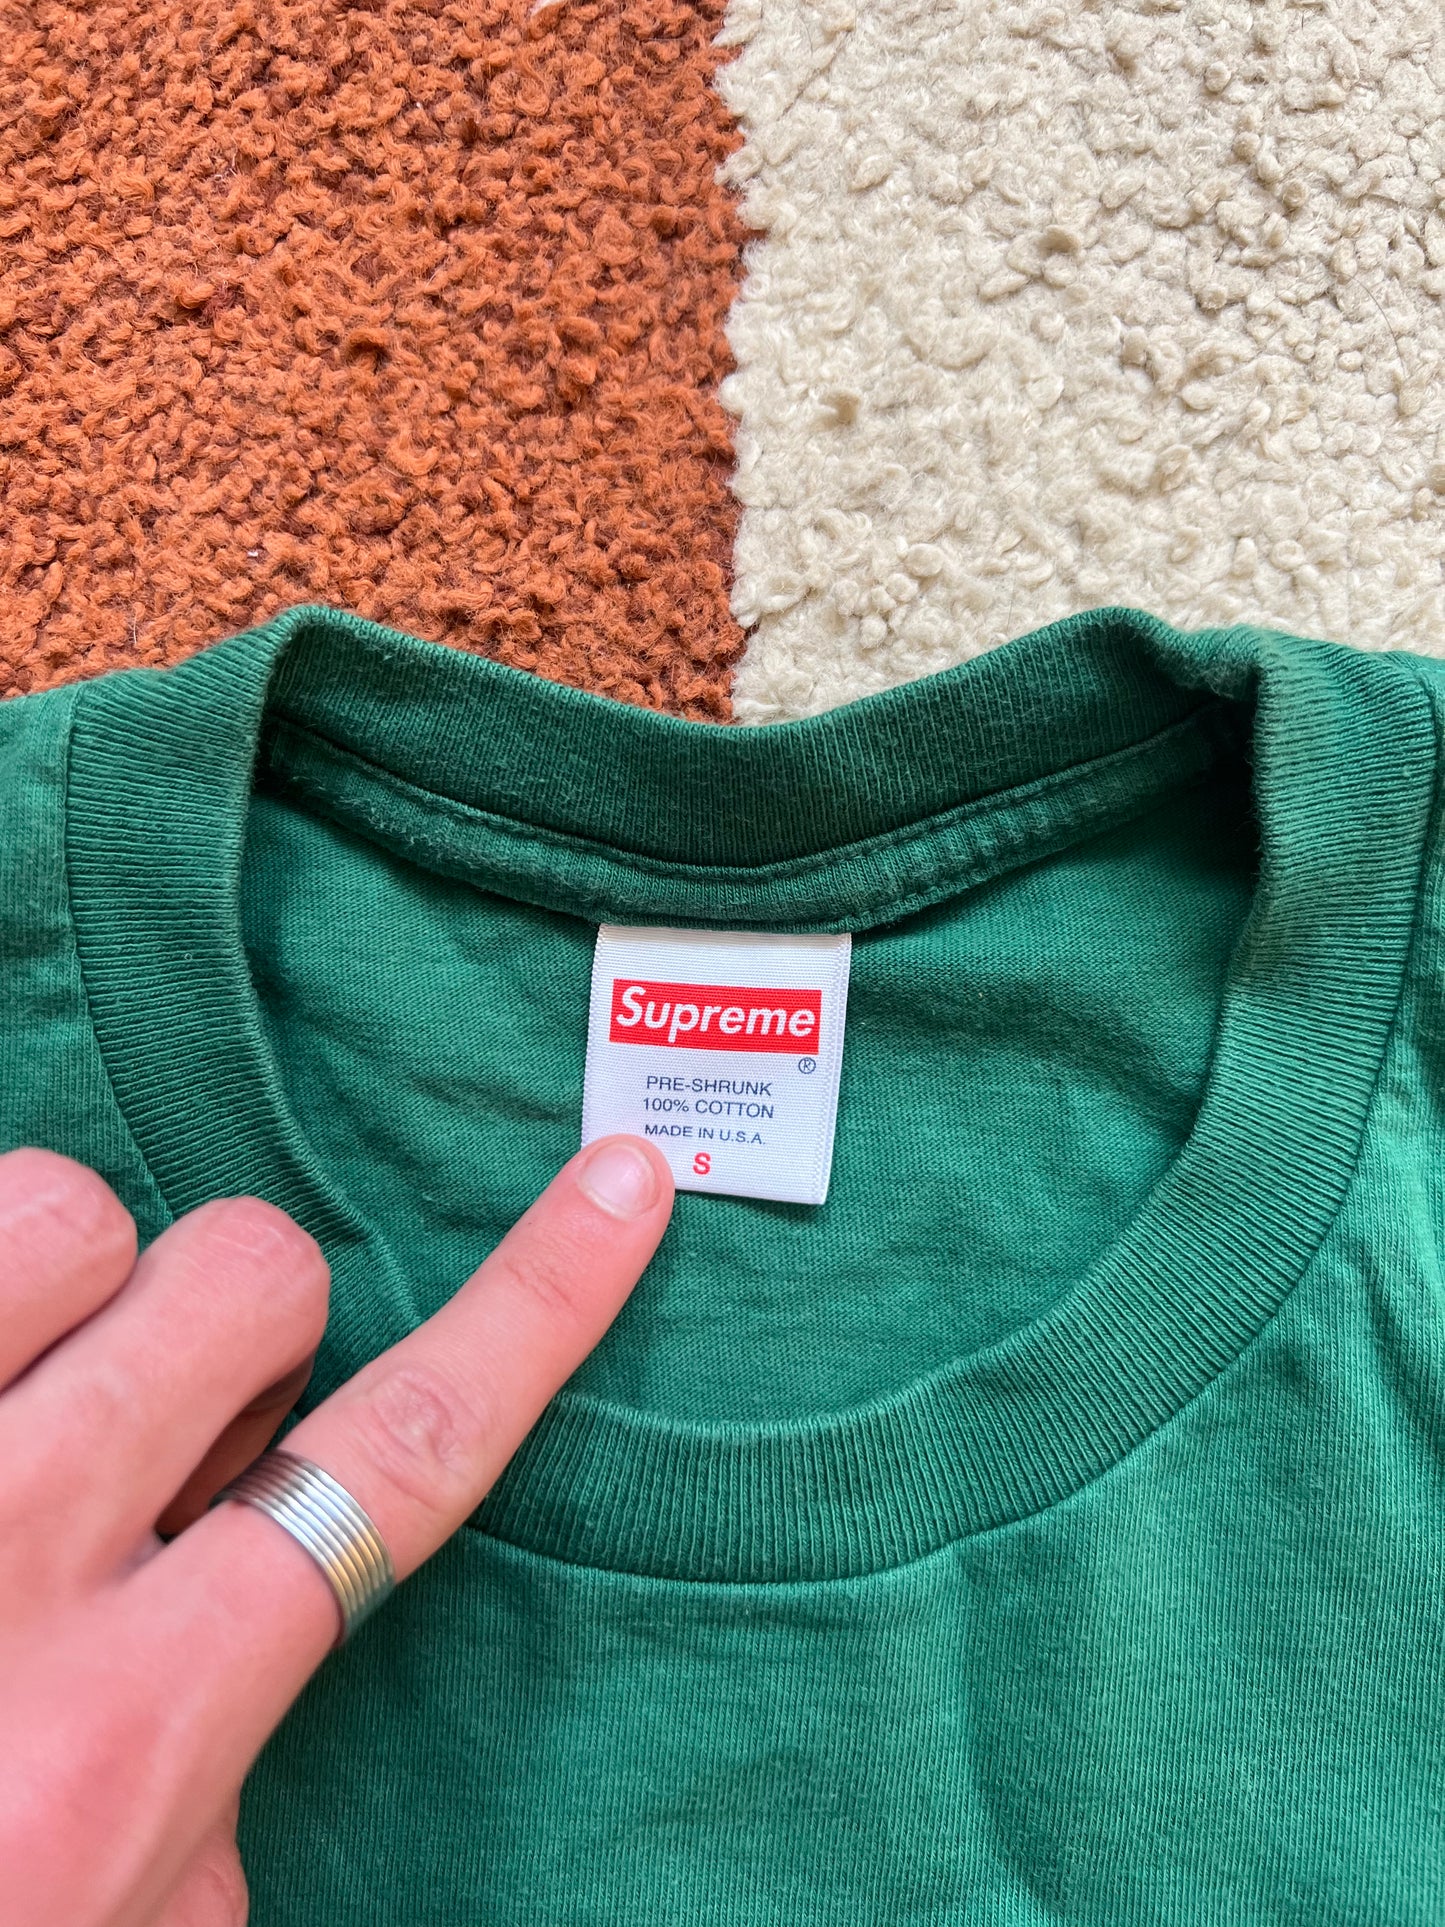 Supreme
®
PRE-SHRUNK
100% COTTON
MADE IN U.S.A.
S